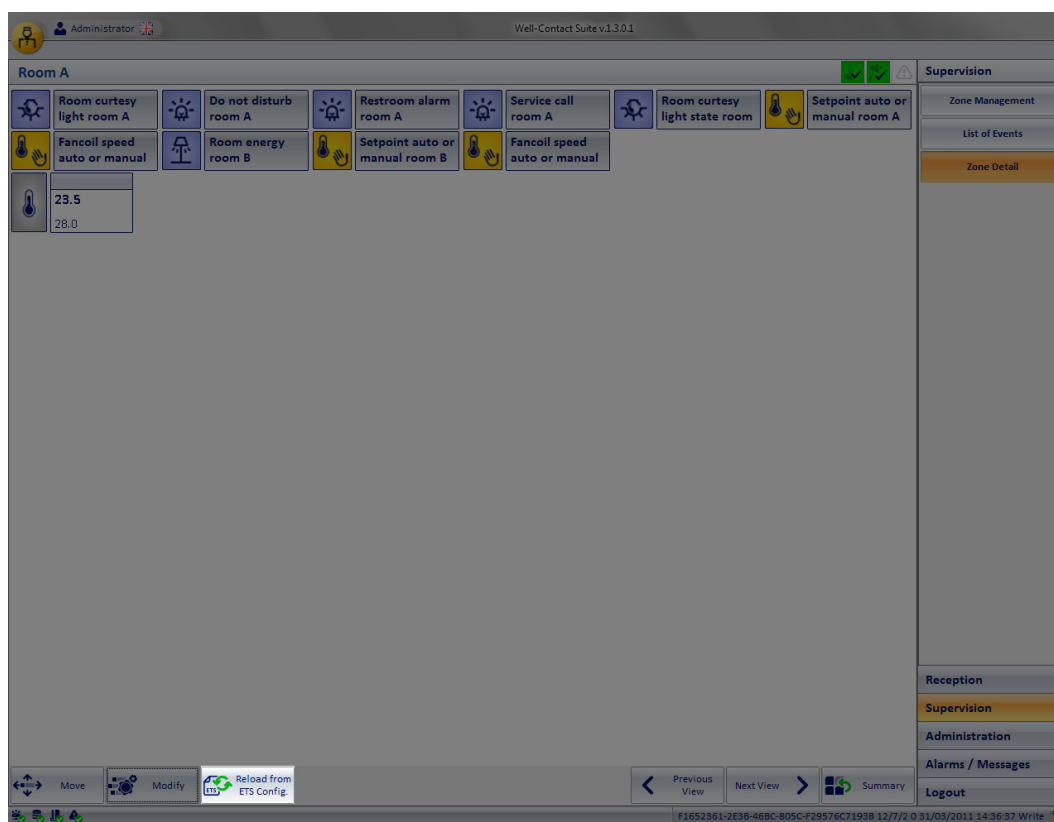 Administrator
Well-Contact Suite v.1.3.0.1
Room A
Supervision
Room curtesy
light room A
Do not disturb
room A
Restroom alarm
room A
Service call
room A
Room curtesy
light state room
Setpoint auto or
manual room A
Fancoil speed
auto or manual
Room energy
room B
Setpoint auto or
manual room B
Fancoil speed
auto or manual
23.5
28.0
Zone Management
List of Events
Zone Detail
Reception
Supervision
Administration
Alarms / Messages
Logout
Move
Modify
ETS
Reload from
ETS Config.
Previous
View
Next View
Summary
F1652361-2E3B-46BC-805C-F29576C7193B 12/7/2 0 31/03/2011 14:36:37 Write